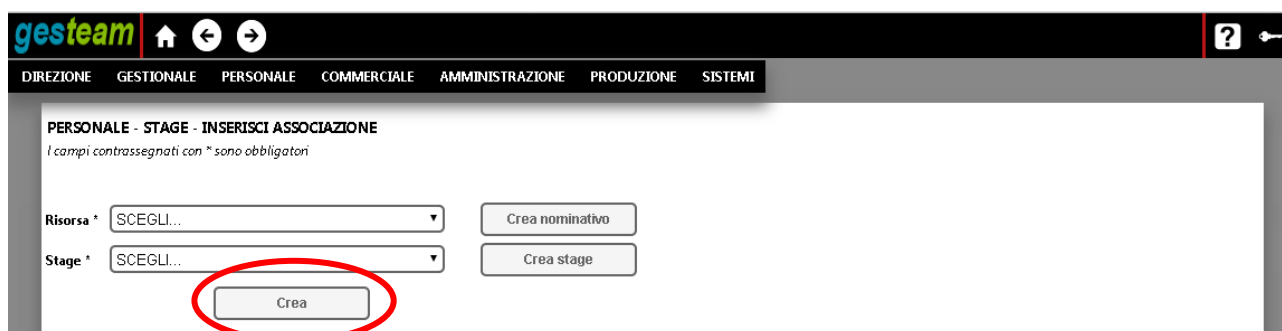 gesteam ?
DIREZIONE GESTIONALE PERSONALE COMMERCIALE AMMINISTRAZIONE PRODUZIONE SISTEMI
PERSONALE - STAGE - INSERISCI ASSOCIAZIONE
I campi contrassegnati con * sono obbligatori
Risorsa * SCEGLI... Crea nominativo
Stage * SCEGLI... Crea stage
Crea